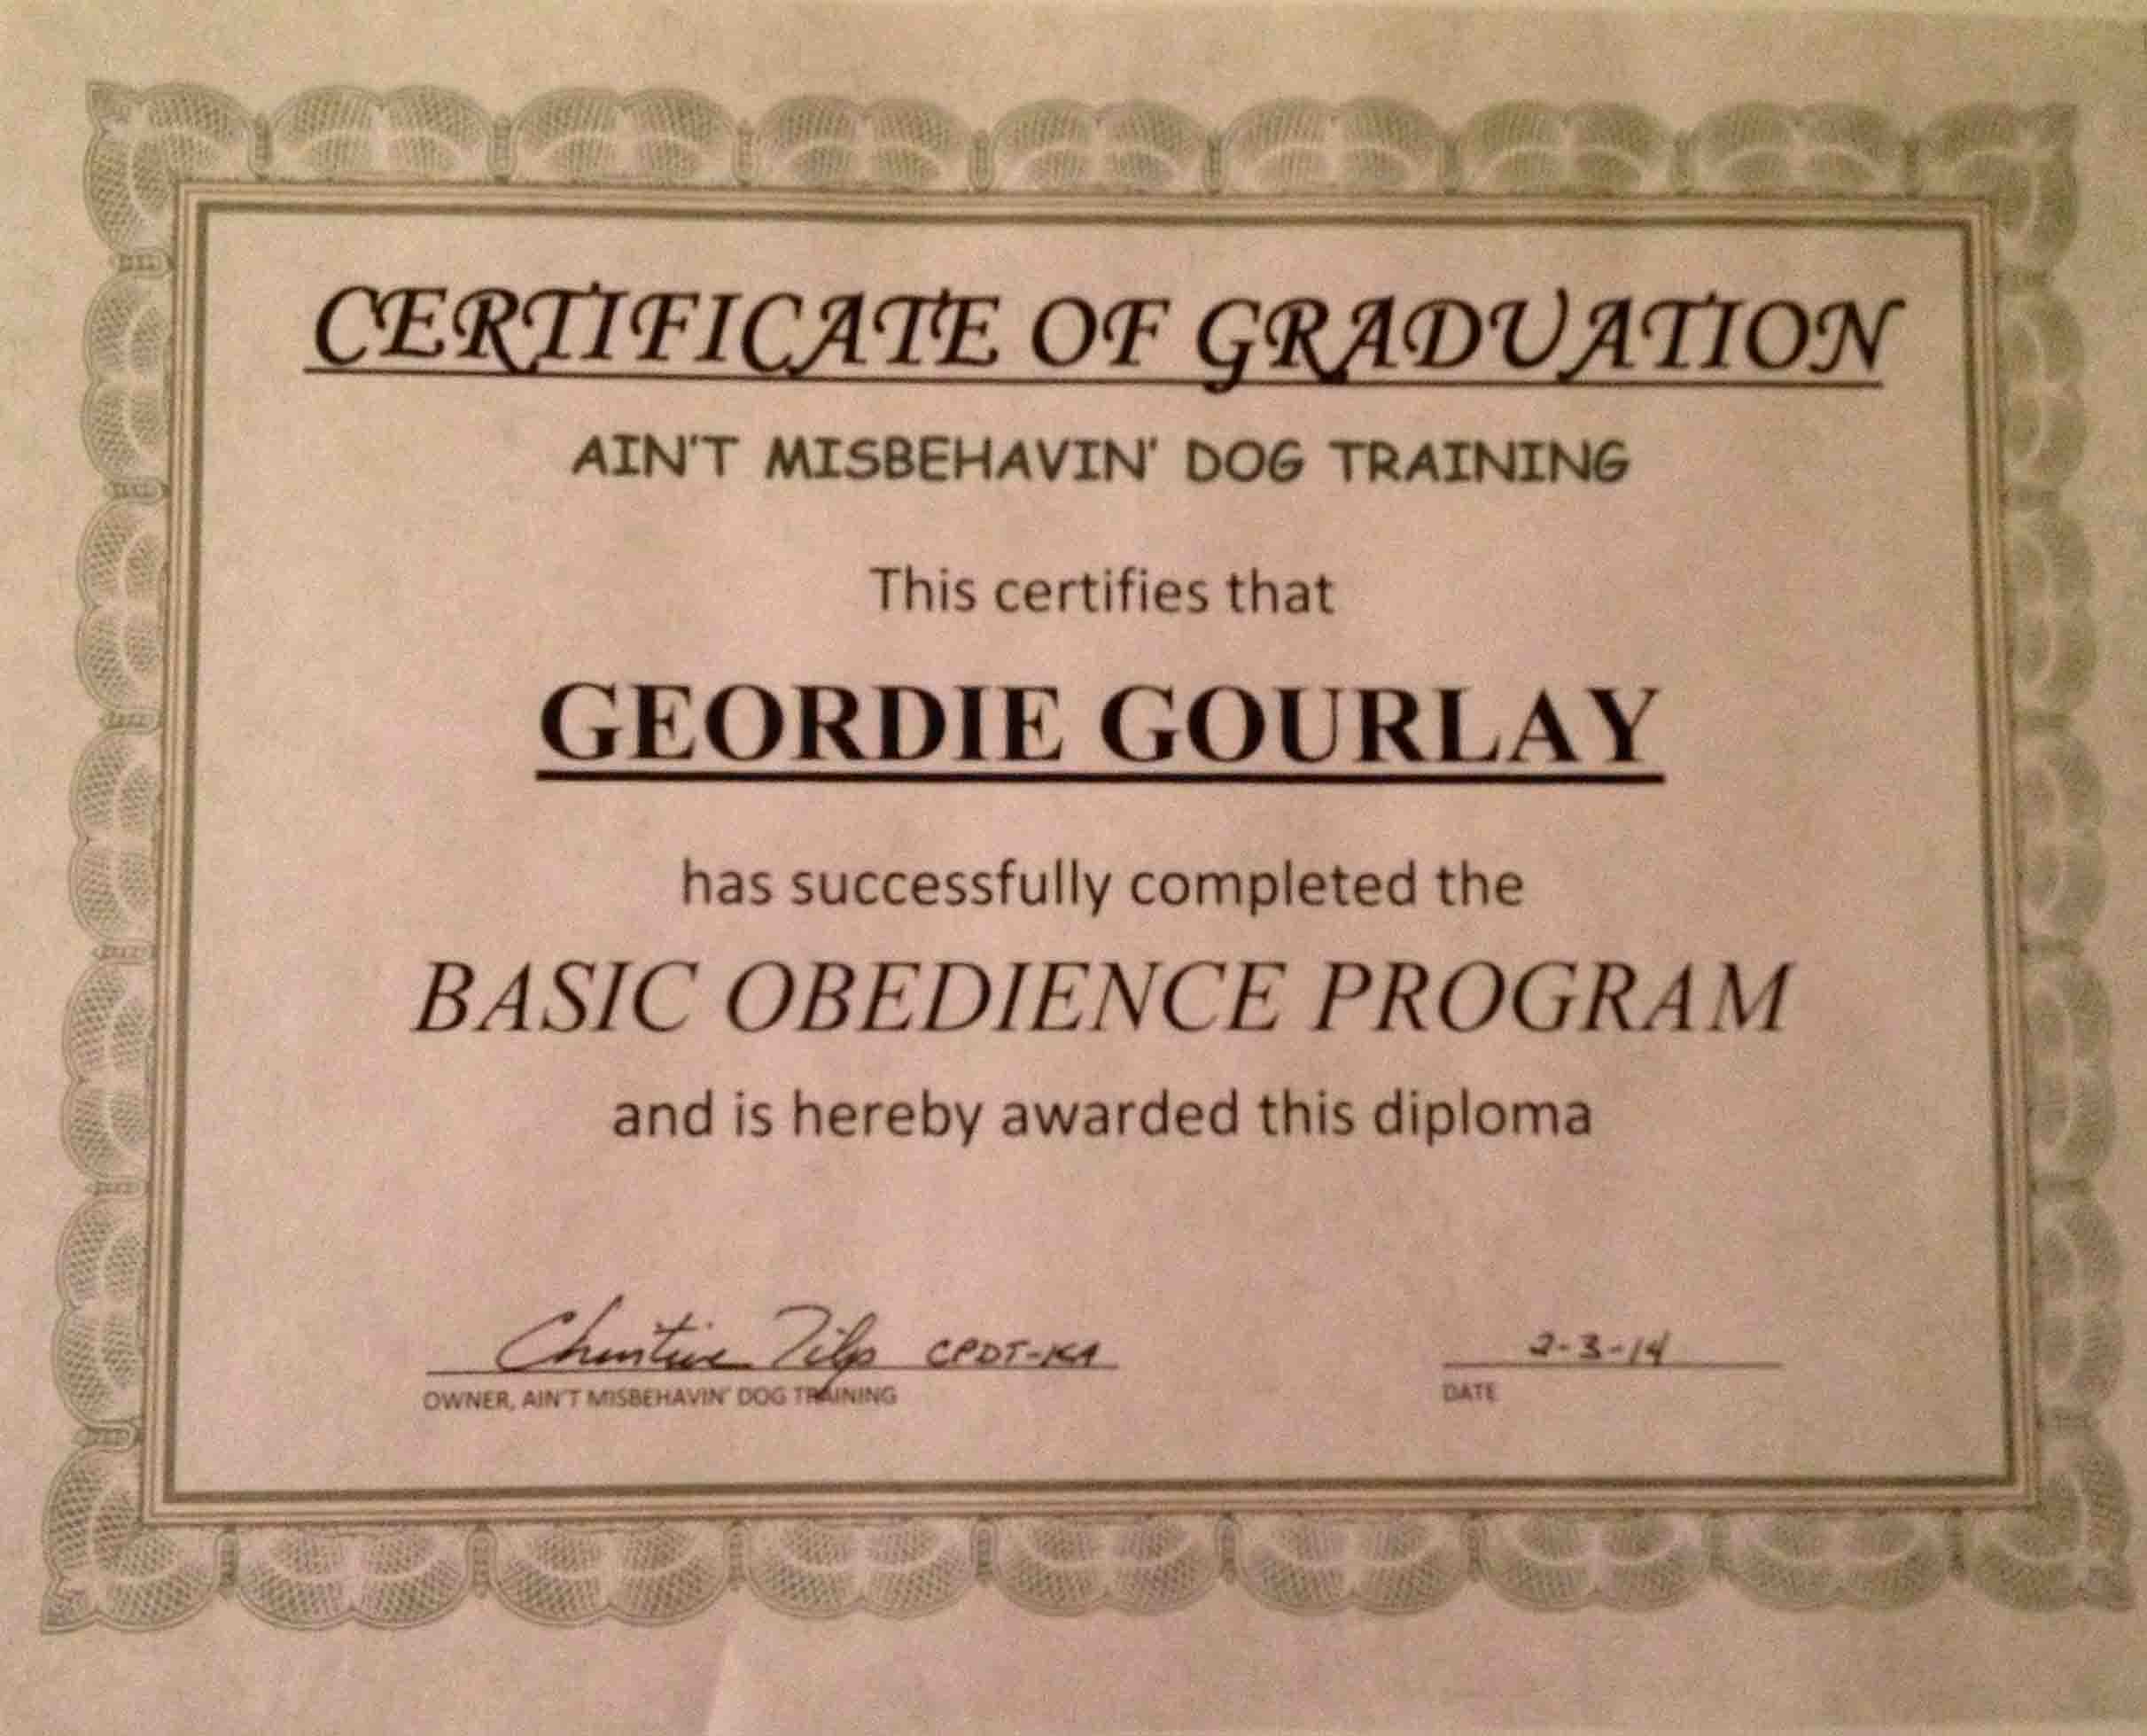 CERTIFICATE OF GRADUATION
AIN'T MISBEHAVIN' DOG TRAINING
This certifies that
GEORDIE GOURLAY
has successfully completed the
BASIC OBEDIENCE PROGRAM
and is hereby awarded this diploma
Christine CPDT-KA 2-3-14
OWNER, AIN'T MISBEHAVIN' DOG TRAINING DATE